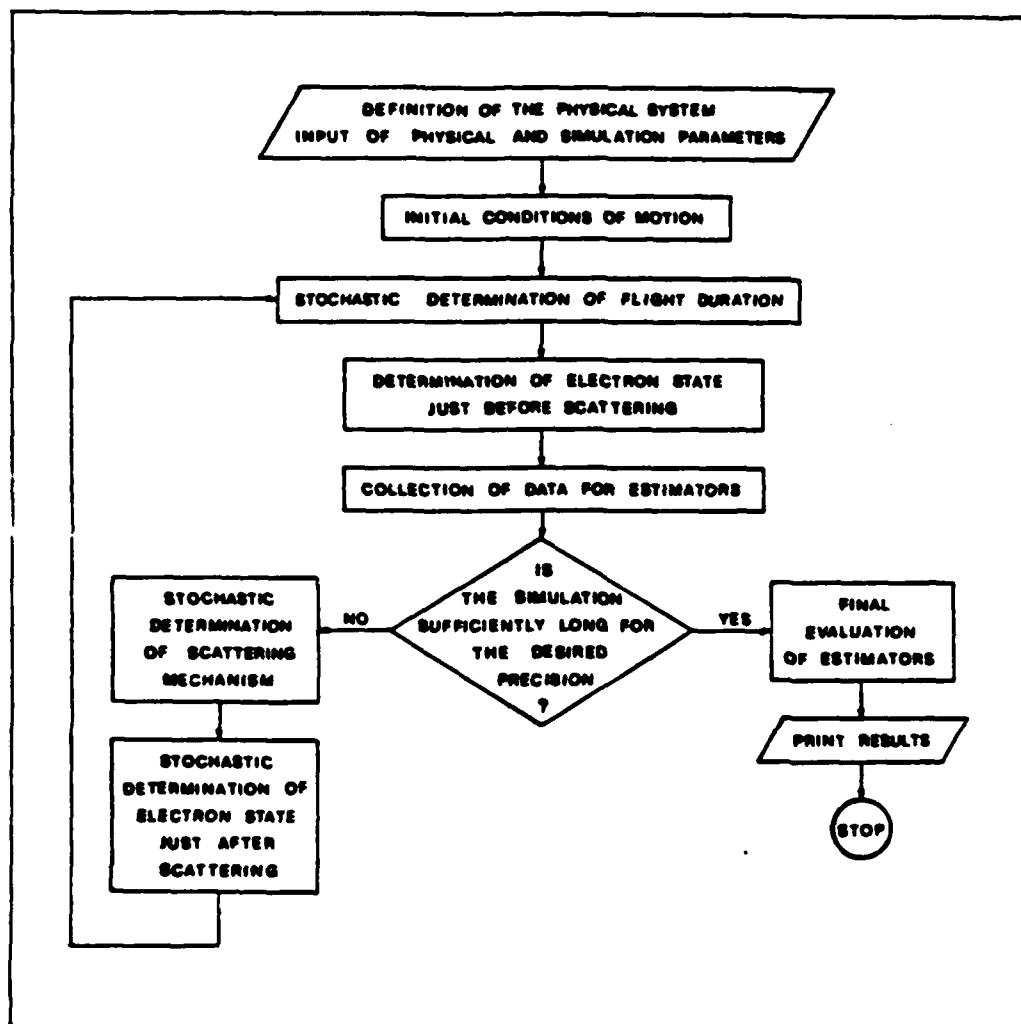 DEFINITION OF THE PHYSICAL SYSTEM
INPUT OF PHYSICAL AND SIMULATION PARAMETERS
INITIAL CONDITIONS OF MOTION
STOCHASTIC DETERMINATION OF FLIGHT DURATION
DETERMINATION OF ELECTRON STATE
JUST BEFORE SCATTERING
COLLECTION OF DATA FOR ESTIMATORS
IS
THE SIMULATION
SUFFICIENTLY LONG FOR
THE DESIRED
PRECISION
?
NO
STOCHASTIC
DETERMINATION
OF SCATTERING
MECHANISM
STOCHASTIC
DETERMINATION OF
ELECTRON STATE
JUST AFTER
SCATTERING
YES
FINAL
EVALUATION
OF ESTIMATORS
PRINT RESULTS
STOP